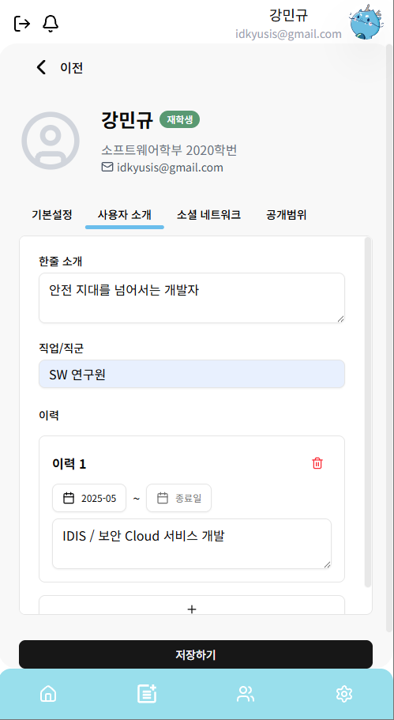 강민규
idkyusis@gmail.com
이전
강민규 재학생
소프트웨어학부 2020학번
idkyusis@gmail.com
기본설정 사용자 소개 소셜 네트워크 공개범위
한줄 소개
안전 지대를 넘어서는 개발자
직업/직군
SW 연구원
이력
이력 1
2025-05 ~ 종료일
IDIS / 보안 Cloud 서비스 개발
+
저장하기